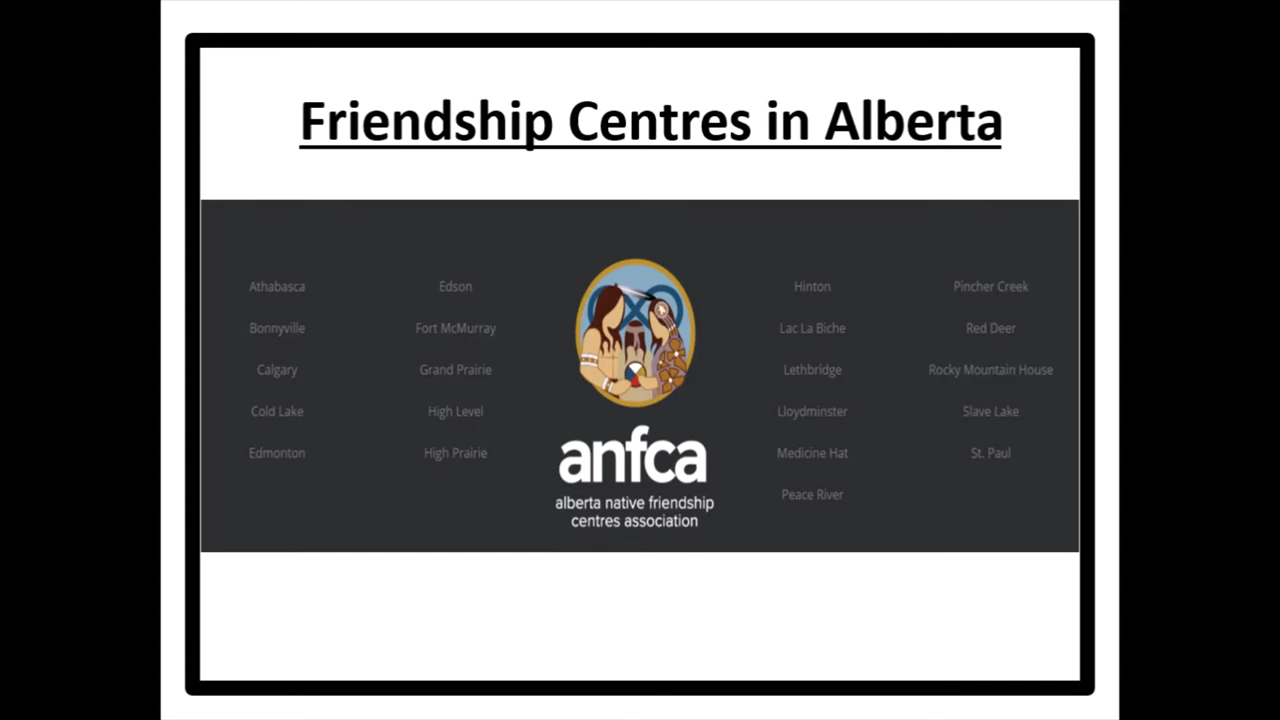 Friendship Centres in Alberta
Athabasca
Bonnyville
Calgary
Cold Lake
Edmonton
Edson
Fort McMurray
Grand Prairie
High Level
High Prairie
anfca
alberta native friendship
centres association
Hinton
Lac La Biche
Lethbridge
Lloydminster
Medicine Hat
Peace River
Pincher Creek
Red Deer
Rocky Mountain House
Slave Lake
St. Paul